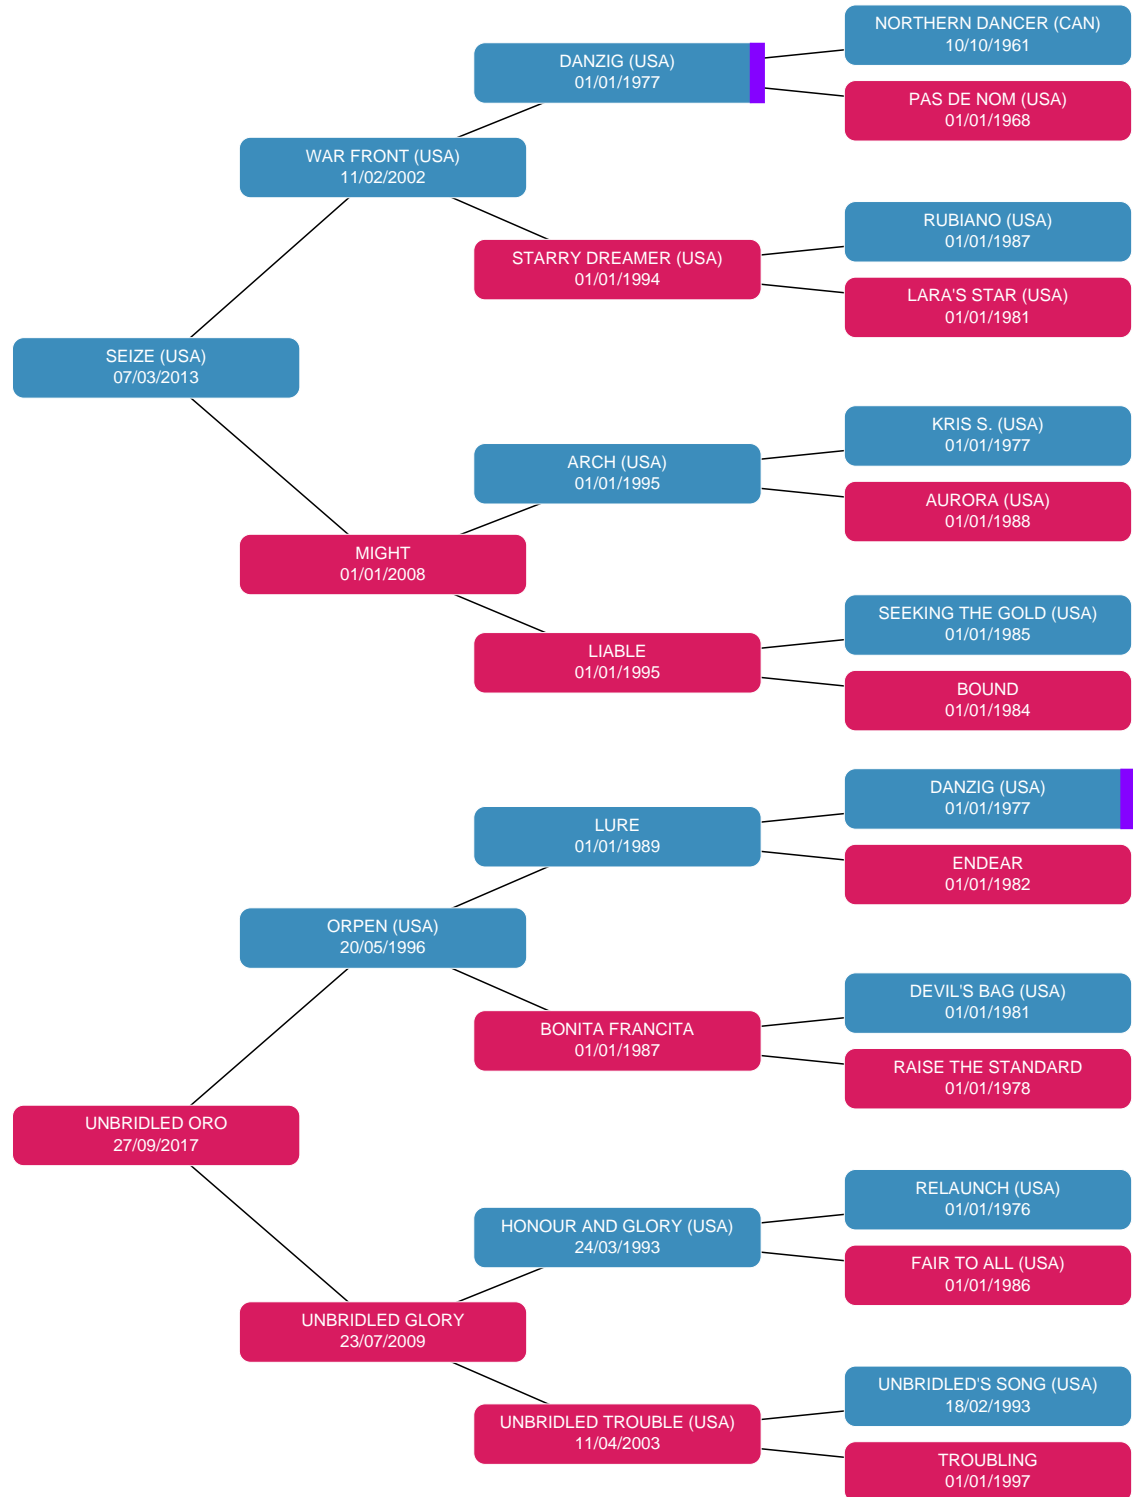 NORTHERN DANCER (CAN)
10/10/1961
DANZIG (USA)
01/01/1977
PAS DE NOM (USA)
01/01/1968
WAR FRONT (USA)
11/02/2002
RUBIANO (USA)
01/01/1987
STARRY DREAMER (USA)
01/01/1994
LARA'S STAR (USA)
01/01/1981
SEIZE (USA)
07/03/2013
KRIS S. (USA)
01/01/1977
ARCH (USA)
01/01/1995
AURORA (USA)
01/01/1988
MIGHT
01/01/2008
SEEKING THE GOLD (USA)
01/01/1985
LIABLE
01/01/1995
BOUND
01/01/1984
DANZIG (USA)
01/01/1977
LURE
01/01/1989
ENDEAR
01/01/1982
ORPEN (USA)
20/05/1996
DEVIL'S BAG (USA)
01/01/1981
BONITA FRANCITA
01/01/1987
RAISE THE STANDARD
01/01/1978
UNBRIDLED ORO
27/09/2017
RELAUNCH (USA)
01/01/1976
HONOUR AND GLORY (USA)
24/03/1993
FAIR TO ALL (USA)
01/01/1986
UNBRIDLED GLORY
23/07/2009
UNBRIDLED'S SONG (USA)
18/02/1993
UNBRIDLED TROUBLE (USA)
11/04/2003
TROUBLING
01/01/1997